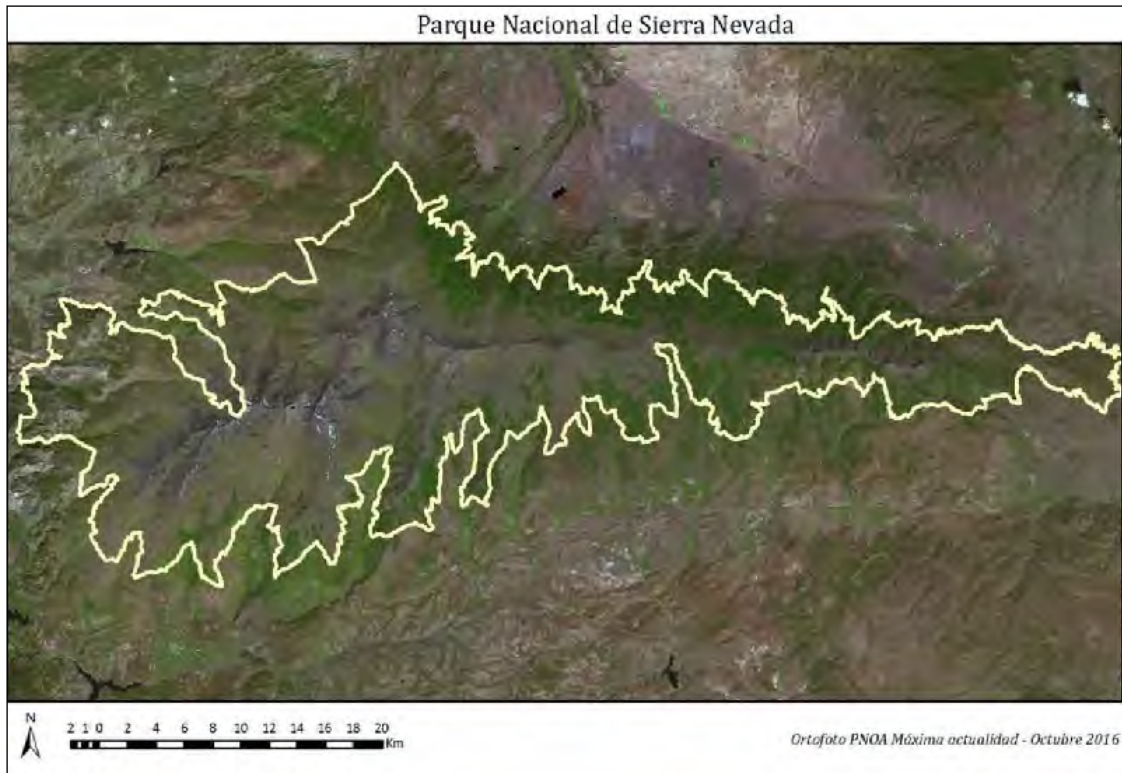 Parque Nacional de Sierra Nevada
N
2 1 0 2 4 6 8 10 12 14 16 18 20
Km
Ortofoto PNOA Máxima actualidad - Octubre 2016